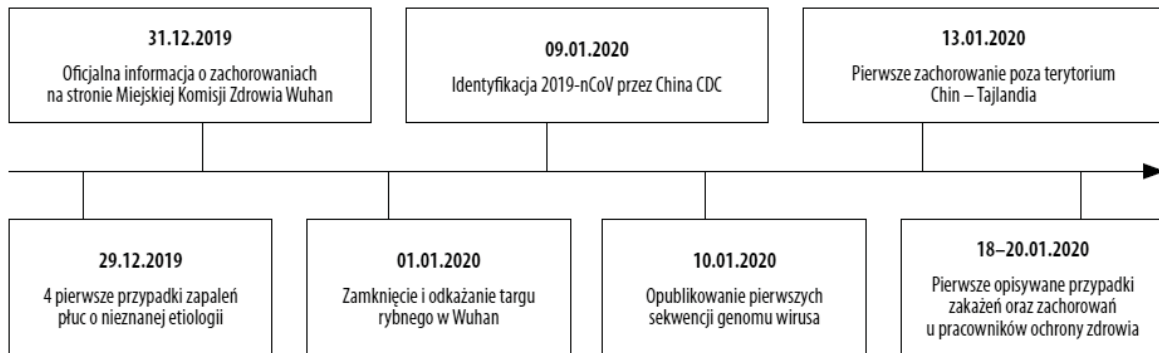 31.12.2019
Oficjalna informacja o zachorowaniach
na stronie Miejskiej Komisji Zdrowia Wuhan
09.01.2020
Identyfikacja 2019-nCoV przez China CDC
13.01.2020
Pierwsze zachorowanie poza terytorium
Chin – Tajlandia
29.12.2019
4 pierwsze przypadki zapaleń
płuc o nieznanej etiologii
01.01.2020
Zamknięcie i odkażanie targu
rybnego w Wuhan
10.01.2020
Opublikowanie pierwszych
sekwencji genomu wirusa
18–20.01.2020
Pierwsze opisywane przypadki
zakażeń oraz zachorowań
u pracowników ochrony zdrowia